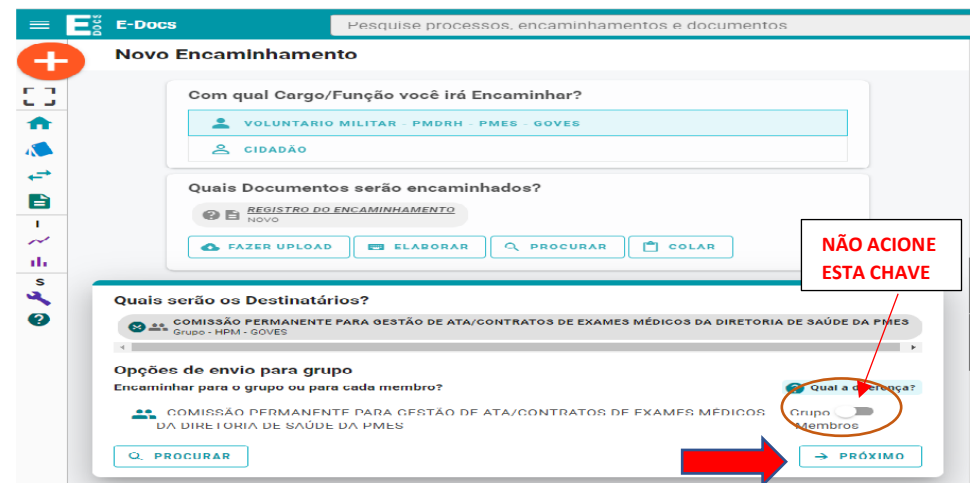 E-Docs
DOCS
E-Docs
Pesquise processos, encaminhamentos e documentos
Novo Encaminhamento
Com qual Cargo/Função você irá Encaminhar?
VOLUNTARIO MILITAR - PMDRH - PMES - GOVES
CIDADÃO
Quais Documentos serão encaminhados?
REGISTRO DO ENCAMINHAMENTO
NOVO
FAZER UPLOAD
ELABORAR
PROCURAR
COLAR
NÃO ACIONE
ESTA CHAVE
I
S
Quais serão os Destinatários?
COMISSÃO PERMANENTE PARA GESTÃO DE ATA/CONTRATOS DE EXAMES MÉDICOS DA DIRETORIA DE SAÚDE DA PMES
Grupo - HPM - GOVES
Opções de envio para grupo
Encaminhar para o grupo ou para cada membro?
Qual a diferença?
COMISSÃO PERMANENTE PARA GESTÃO DE ATA/CONTRATOS DE EXAMES MÉDICOS
DA DIRETORIA DE SAÚDE DA PMES
Grupo
Membros
PROCURAR
PRÓXIMO